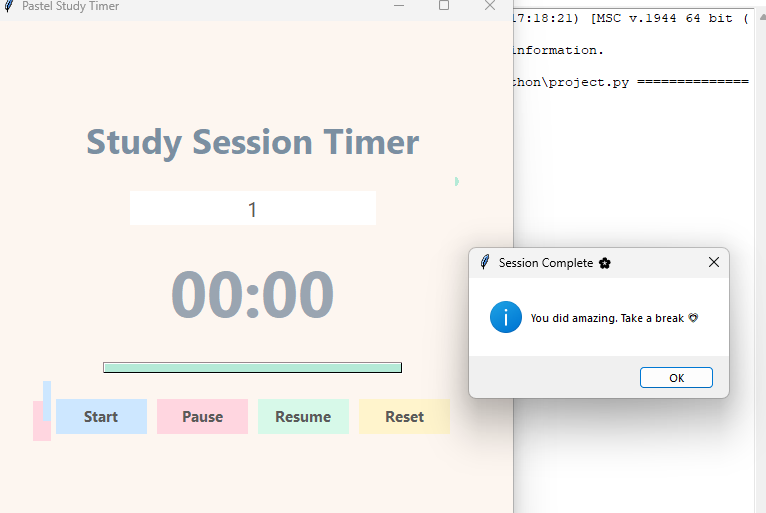 Pastel Study Timer
17:18:21) [MSC v.1944 64 bit (
information.
thon\project.py ==============
Study Session Timer
1
00:00
Session Complete
You did amazing. Take a break
OK
Start
Pause
Resume
Reset